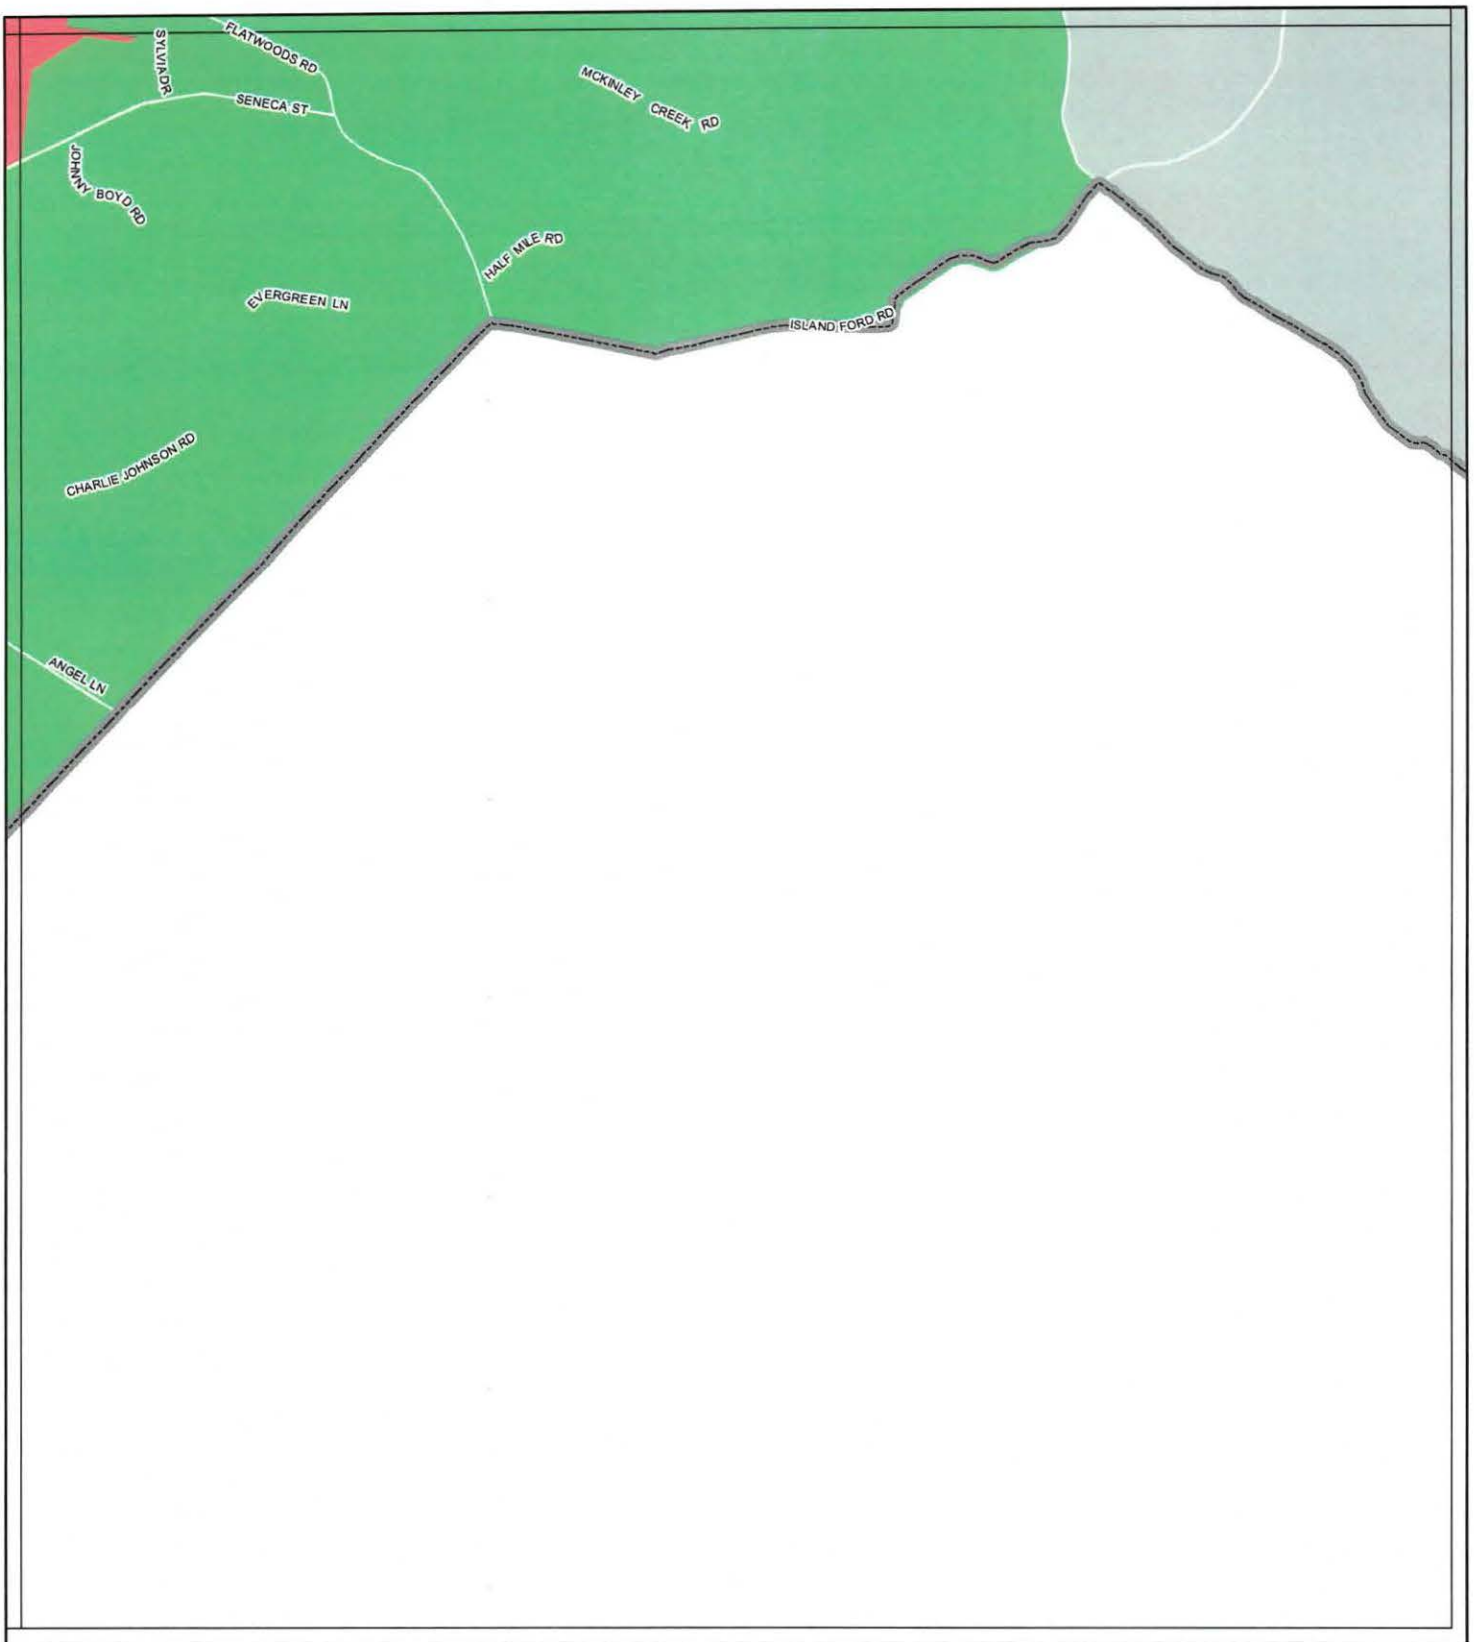 FLATWOODS RD
SYLVIA DR
SENECA ST
MCKINLEY CREEK RD
JOHNNY BOYD RD
HALF MILE RD
EVERGREEN LN
ISLAND FORD RD
CHARLIE JOHNSON RD
ANGEL LN